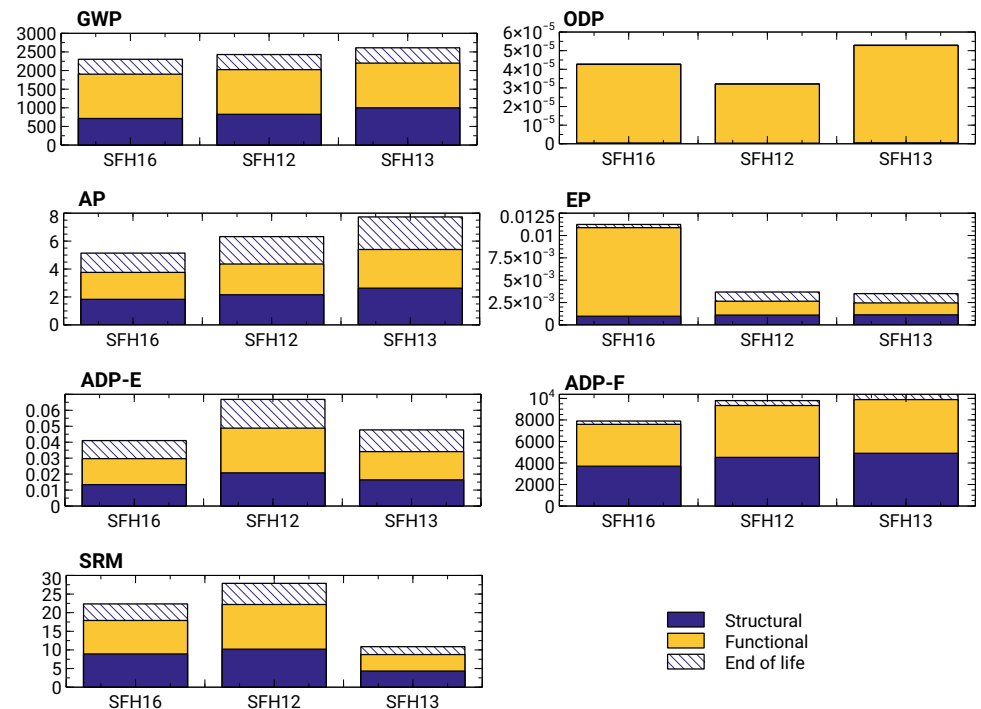 GWP
3000
2500
2000
1500
1000
500
0
SFH16 SFH12 SFH13
ODP
6×10⁻⁵
5×10⁻⁵
4×10⁻⁵
3×10⁻⁵
2×10⁻⁵
10⁻⁵
0
SFH16 SFH12 SFH13
AP
8
6
4
2
0
SFH16 SFH12 SFH13
EP
0.0125
0.01
7.5×10⁻³
5×10⁻³
2.5×10⁻³
0
SFH16 SFH12 SFH13
ADP-E
0.06
0.05
0.04
0.03
0.02
0.01
0
SFH16 SFH12 SFH13
ADP-F
10⁴
8000
6000
4000
2000
0
SFH16 SFH12 SFH13
SRM
30
25
20
15
10
5
0
SFH16 SFH12 SFH13
Structural
Functional
End of life